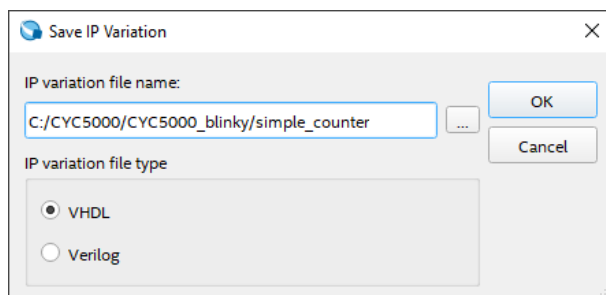 Save IP Variation
IP variation file name:
C:/CYC5000/CYC5000_blinky/simple_counter
...
OK
Cancel
IP variation file type
VHDL
Verilog